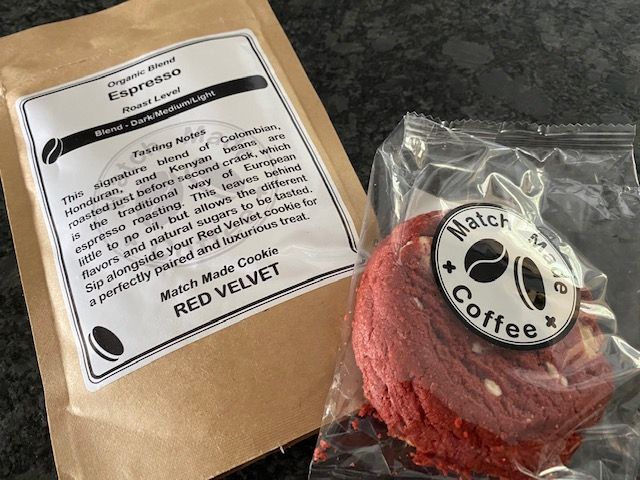 Organic Blend
Espresso
Roast Level
Blend - Dark/Medium/Light
Tasting Notes
This signature blend of Colombian,
Honduran and Kenyan beans are
roasted just before second crack, which
is the traditional way of European
espresso roasting. This leaves behind
little to no oil, but allows the different
flavors and natural sugars to be tasted.
Sip alongside your Red Velvet cookie for
a perfectly paired and luxurious treat.
Match Made Cookie
RED VELVET
Match Made
Coffee